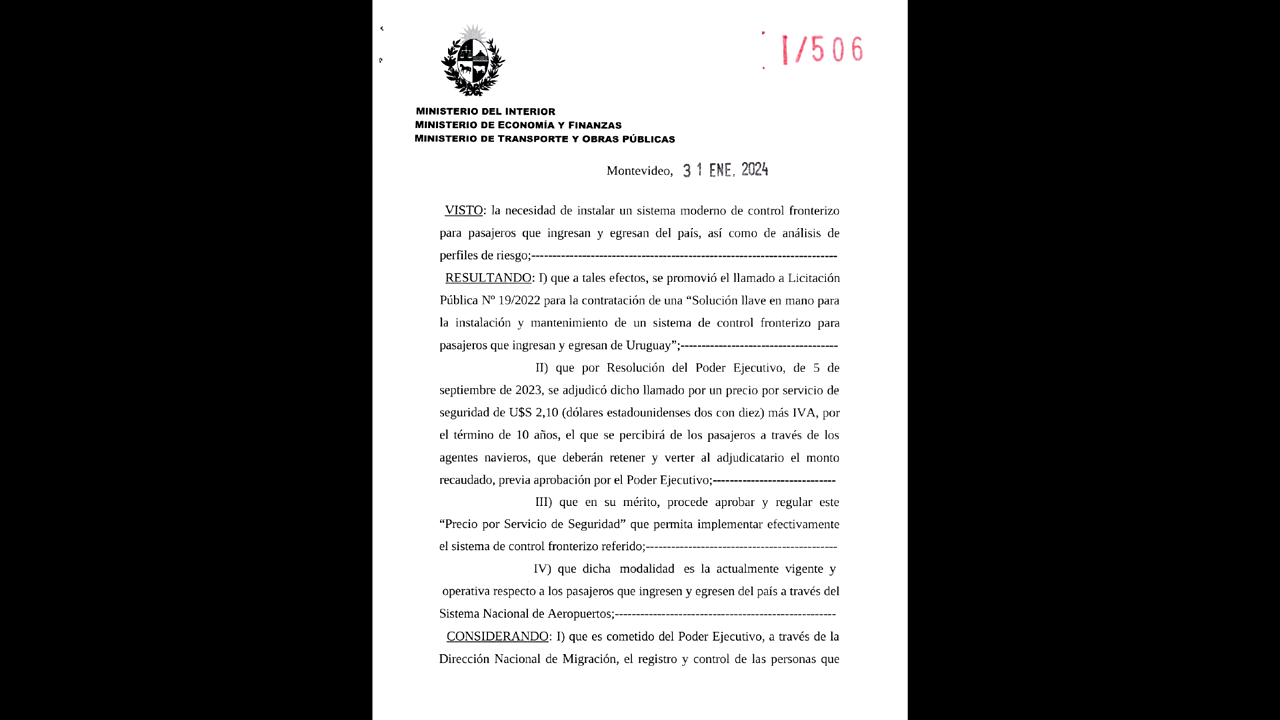 I/506
MINISTERIO DEL INTERIOR
MINISTERIO DE ECONOMÍA Y FINANZAS
MINISTERIO DE TRANSPORTE Y OBRAS PÚBLICAS
Montevideo, 31 ENE. 2024
VISTO: la necesidad de instalar un sistema moderno de control fronterizo
para pasajeros que ingresan y egresan del país, así como de análisis de
perfiles de riesgo;------------------------------------------------------------------------
RESULTANDO: I) que a tales efectos, se promovió el llamado a Licitación
Pública Nº 19/2022 para la contratación de una “Solución llave en mano para
la instalación y mantenimiento de un sistema de control fronterizo para
pasajeros que ingresan y egresan de Uruguay”;-------------------------------------
II) que por Resolución del Poder Ejecutivo, de 5 de
septiembre de 2023, se adjudicó dicho llamado por un precio por servicio de
seguridad de U$S 2,10 (dólares estadounidenses dos con diez) más IVA, por
el término de 10 años, el que se percibirá de los pasajeros a través de los
agentes navieros, que deberán retener y verter al adjudicatario el monto
recaudado, previa aprobación por el Poder Ejecutivo;-----------------------------
III) que en su mérito, procede aprobar y regular este
“Precio por Servicio de Seguridad” que permita implementar efectivamente
el sistema de control fronterizo referido;---------------------------------------------
IV) que dicha modalidad es la actualmente vigente y
operativa respecto a los pasajeros que ingresen y egresen del país a través del
Sistema Nacional de Aeropuertos;----------------------------------------------------
CONSIDERANDO: I) que es cometido del Poder Ejecutivo, a través de la
Dirección Nacional de Migración, el registro y control de las personas que